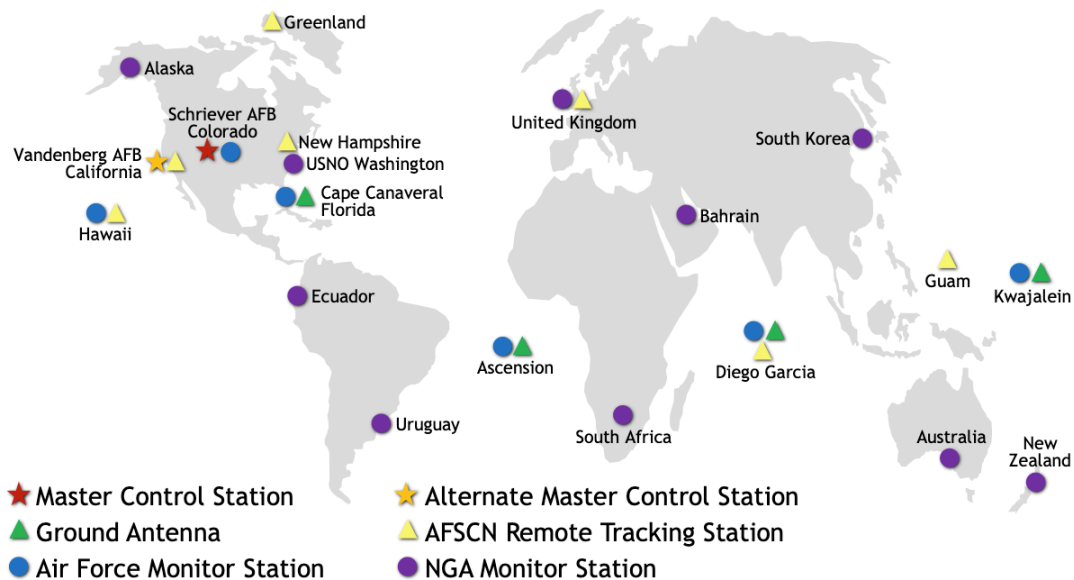 Greenland
Alaska
Schriever AFB
Colorado
New Hampshire
Vandenberg AFB
California
USNO Washington
Cape Canaveral
Florida
Hawaii
United Kingdom
South Korea
Bahrain
Guam
Kwajalein
Ecuador
Ascension
Diego Garcia
Uruguay
South Africa
Australia
New
Zealand
Master Control Station
Alternate Master Control Station
Ground Antenna
AFSCN Remote Tracking Station
Air Force Monitor Station
NGA Monitor Station